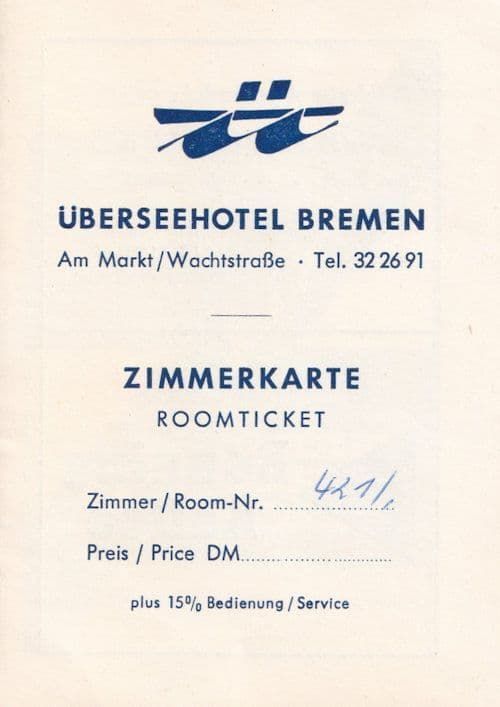 ÜBERSEEHOTEL BREMEN
Am Markt/Wachtstraße · Tel. 32 26 91
ZIMMERKARTE
ROOMTICKET
Zimmer / Room-Nr. 421/.
Preis / Price DM
plus 15% Bedienung / Service